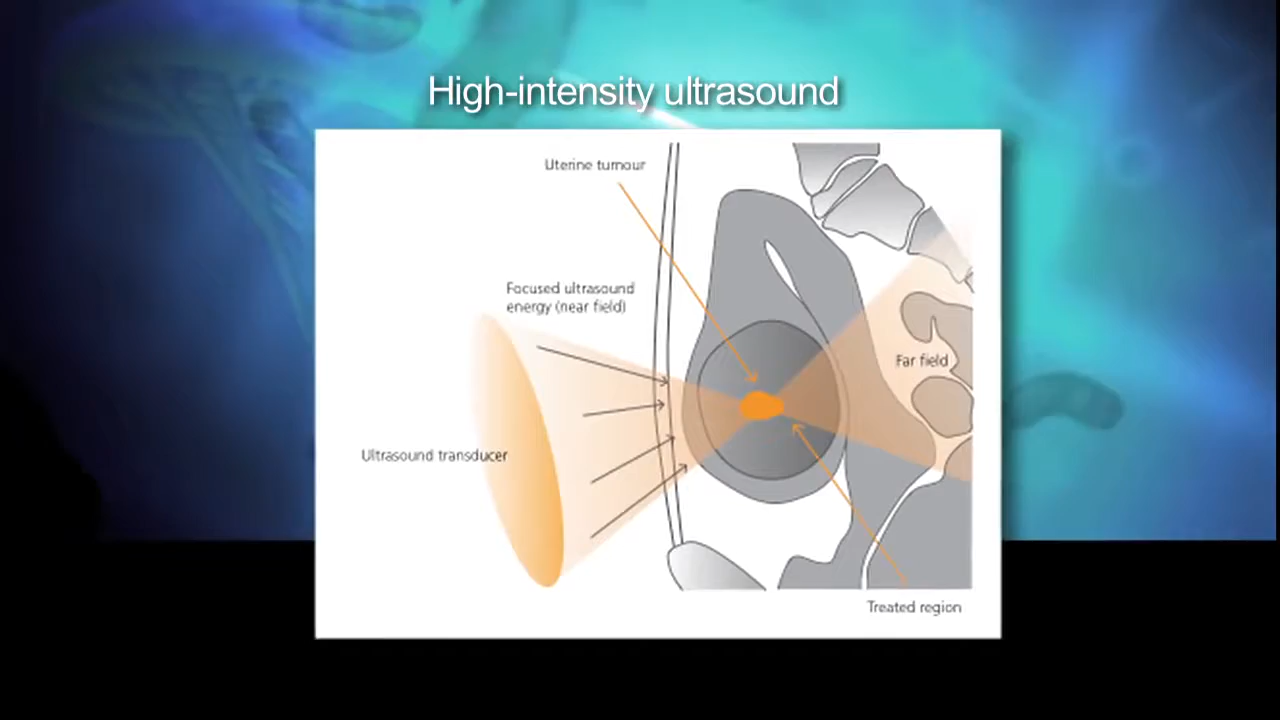 High-intensity ultrasound
Uterine tumour
Focused ultrasound
energy (near field)
Far field
Ultrasound transducer
Treated region